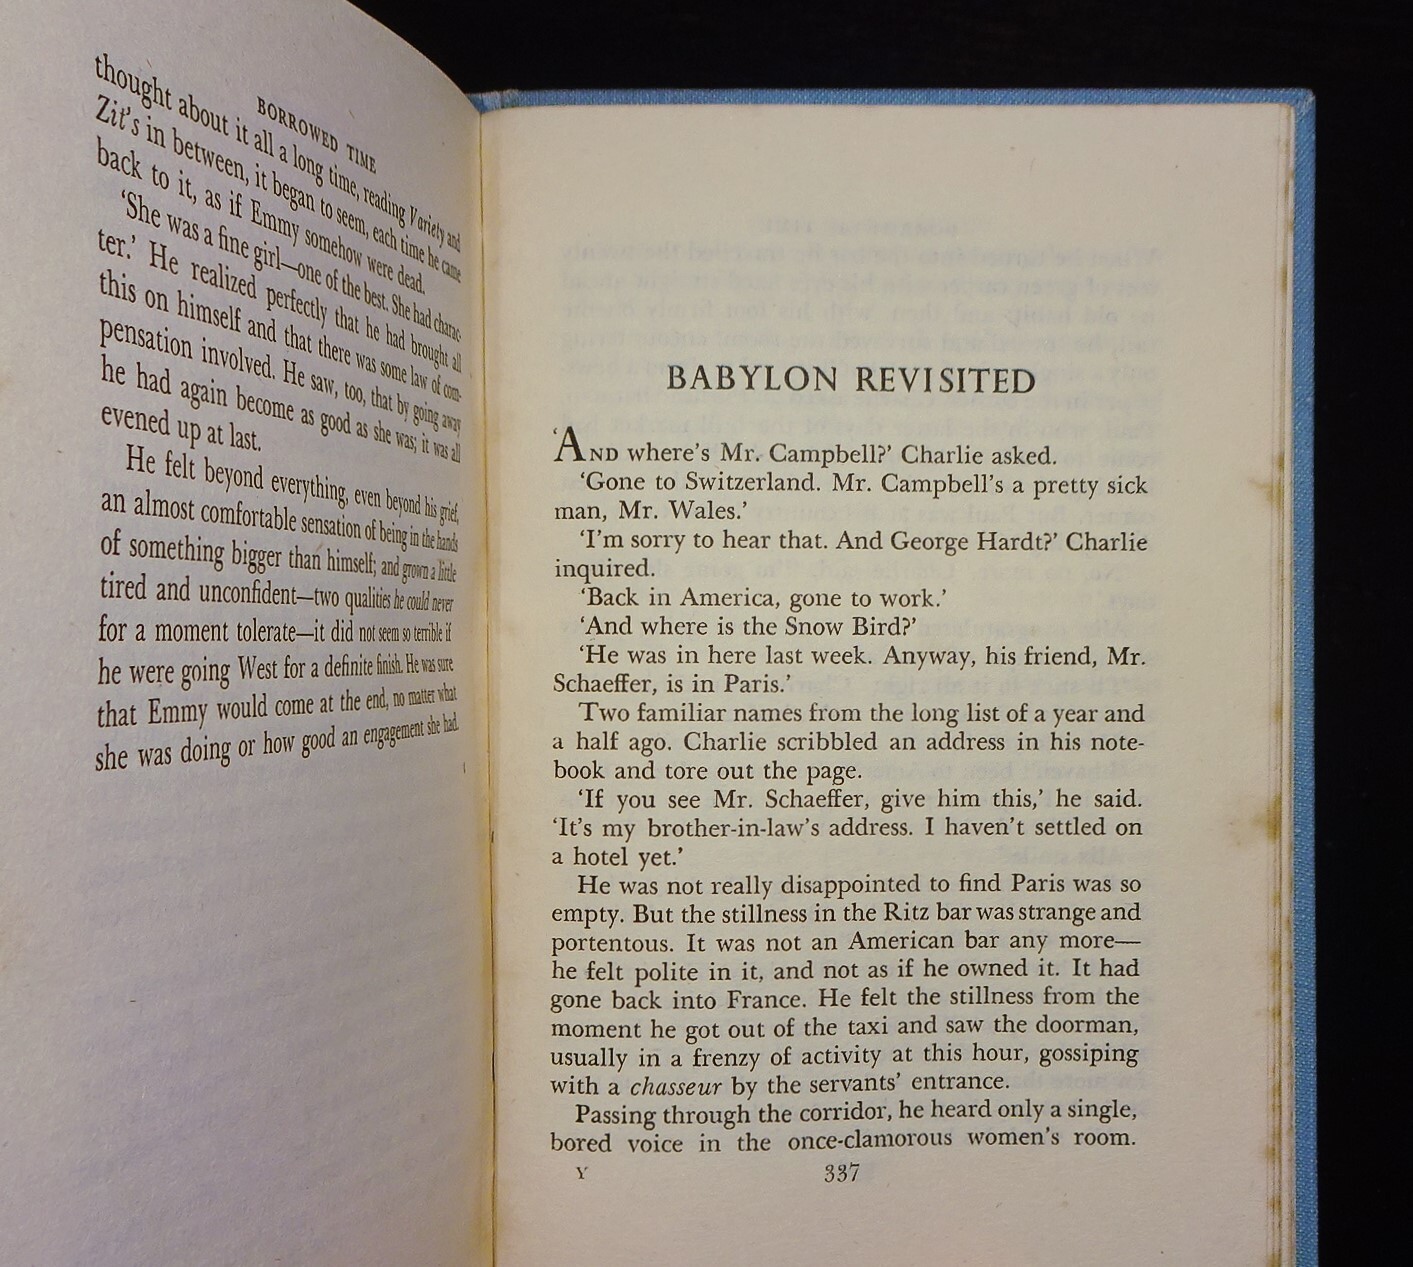 BORROWED TIME
thought about it all a long time, reading Variety and
Zit's in between, it began to seem, each time he came
back to it, as if Emmy somehow were dead.
‘She was a fine girl—one of the best. She had charac-
ter.’ He realized perfectly that he had brought all
this on himself and that there was some law of com-
pensation involved. He saw, too, that by going away
he had again become as good as she was; it was all
evened up at last.
He felt beyond everything, even beyond his grief,
an almost comfortable sensation of being in the hands
of something bigger than himself; and grown a little
tired and unconfident—two qualities he could never
for a moment tolerate—it did not seem so terrible if
he were going West for a definite finish. He was sure
that Emmy would come at the end, no matter what
she was doing or how good an engagement she had.
BABYLON REVISITED
‘AND where's Mr. Campbell?’ Charlie asked.
‘Gone to Switzerland. Mr. Campbell's a pretty sick
man, Mr. Wales.’
‘I'm sorry to hear that. And George Hardt?’ Charlie
inquired.
‘Back in America, gone to work.’
‘And where is the Snow Bird?’
‘He was in here last week. Anyway, his friend, Mr.
Schaeffer, is in Paris.’
Two familiar names from the long list of a year and
a half ago. Charlie scribbled an address in his note-
book and tore out the page.
‘If you see Mr. Schaeffer, give him this,’ he said.
‘It's my brother-in-law's address. I haven't settled on
a hotel yet.’
He was not really disappointed to find Paris was so
empty. But the stillness in the Ritz bar was strange and
portentous. It was not an American bar any more—
he felt polite in it, and not as if he owned it. It had
gone back into France. He felt the stillness from the
moment he got out of the taxi and saw the doorman,
usually in a frenzy of activity at this hour, gossiping
with a chasseur by the servants’ entrance.
Passing through the corridor, he heard only a single,
bored voice in the once-clamorous women's room.
Y 337